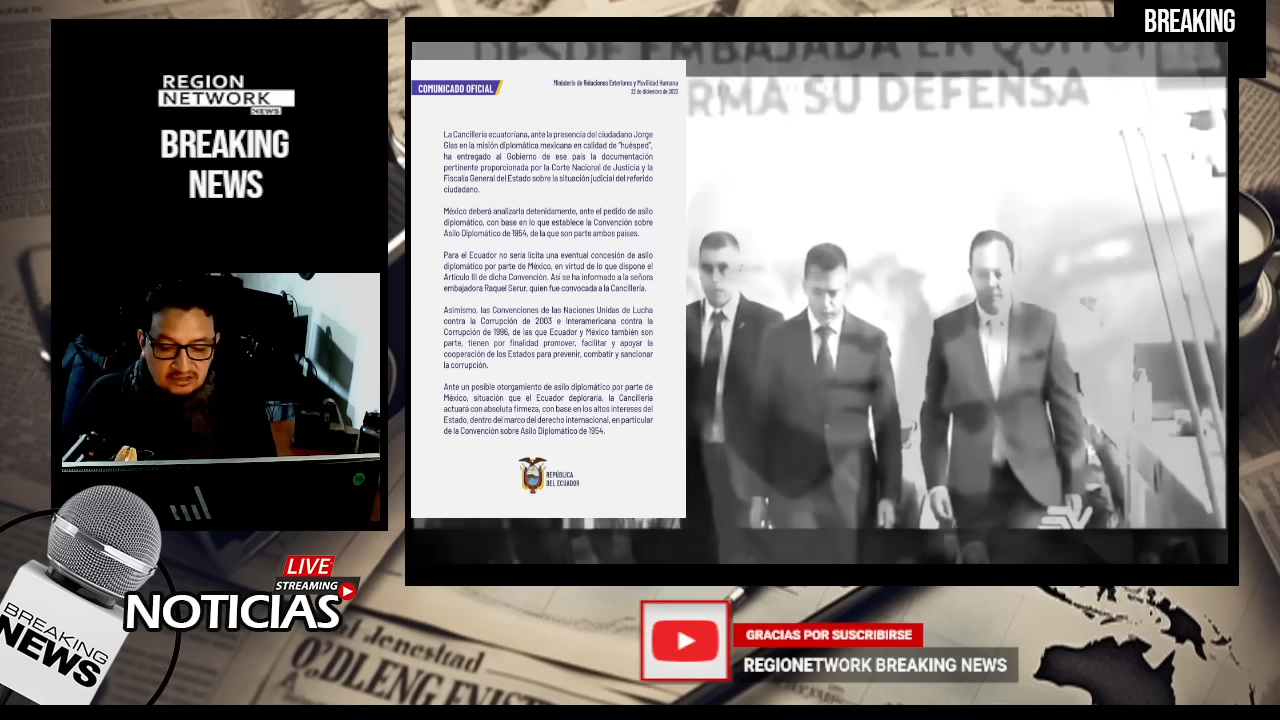 BREAKING
REGION
NETWORK
NEWS
BREAKING
NEWS
DESDE EMBAJADA EN
RMA SU DEFENSA
COMUNICADO OFICIAL
Ministerio de Relaciones Exteriores y Movilidad Humana
22 de diciembre de 2023
La Cancillería ecuatoriana, ante la presencia del ciudadano Jorge
Glas en la misión diplomática mexicana en calidad de "huésped",
ha entregado al Gobierno de ese país la documentación
pertinente proporcionada por la Corte Nacional de Justicia y la
Fiscalía General del Estado sobre la situación judicial del referido
ciudadano.
México deberá analizarla detenidamente, ante el pedido de asilo
diplomático, con base en lo que establece la Convención sobre
Asilo Diplomático de 1954, de la que son parte ambos países.
Para el Ecuador no sería lícita una eventual concesión de asilo
diplomático por parte de México, en virtud de lo que dispone el
Artículo III de dicha Convención. Así se ha informado a la señora
embajadora Raquel Serur, quien fue convocada a la Cancillería.
Asimismo, las Convenciones de las Naciones Unidas de Lucha
contra la Corrupción de 2003 e Interamericana contra la
Corrupción de 1996, de las que Ecuador y México también son
parte, tienen por finalidad promover, facilitar y apoyar la
cooperación de los Estados para prevenir, combatir y sancionar
la corrupción.
Ante un posible otorgamiento de asilo diplomático por parte de
México, situación que el Ecuador deploraría, la Cancillería
actuará con absoluta firmeza, con base en los altos intereses del
Estado, dentro del marco del derecho internacional, en particular
de la Convención sobre Asilo Diplomático de 1954.
REPÚBLICA
DEL ECUADOR
LIVE
STREAMING
NOTICIAS
BREAKING
NEWS
GRACIAS POR SUSCRIBIRSE
REGIONETWORK BREAKING NEWS